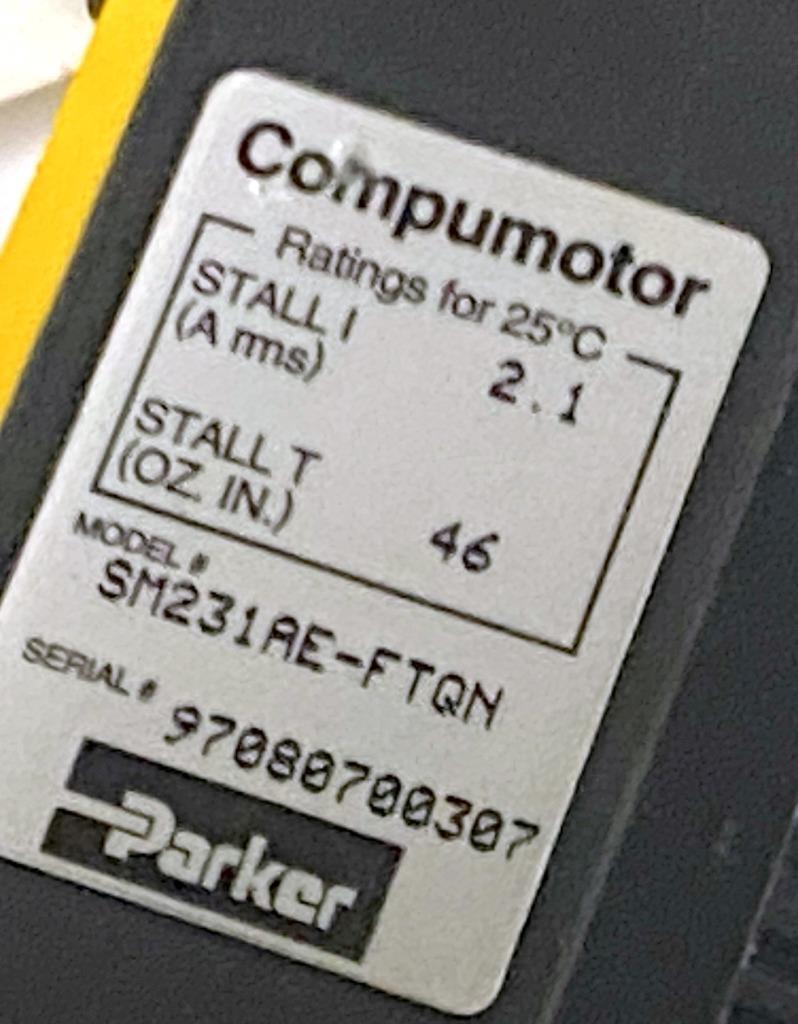 Compumotor
Ratings for 25°C
STALL I
(A rms)
2.1
STALL T
(OZ. IN.)
46
MODEL #
SM231AE-FTQN
SERIAL #
97080700307
Parker